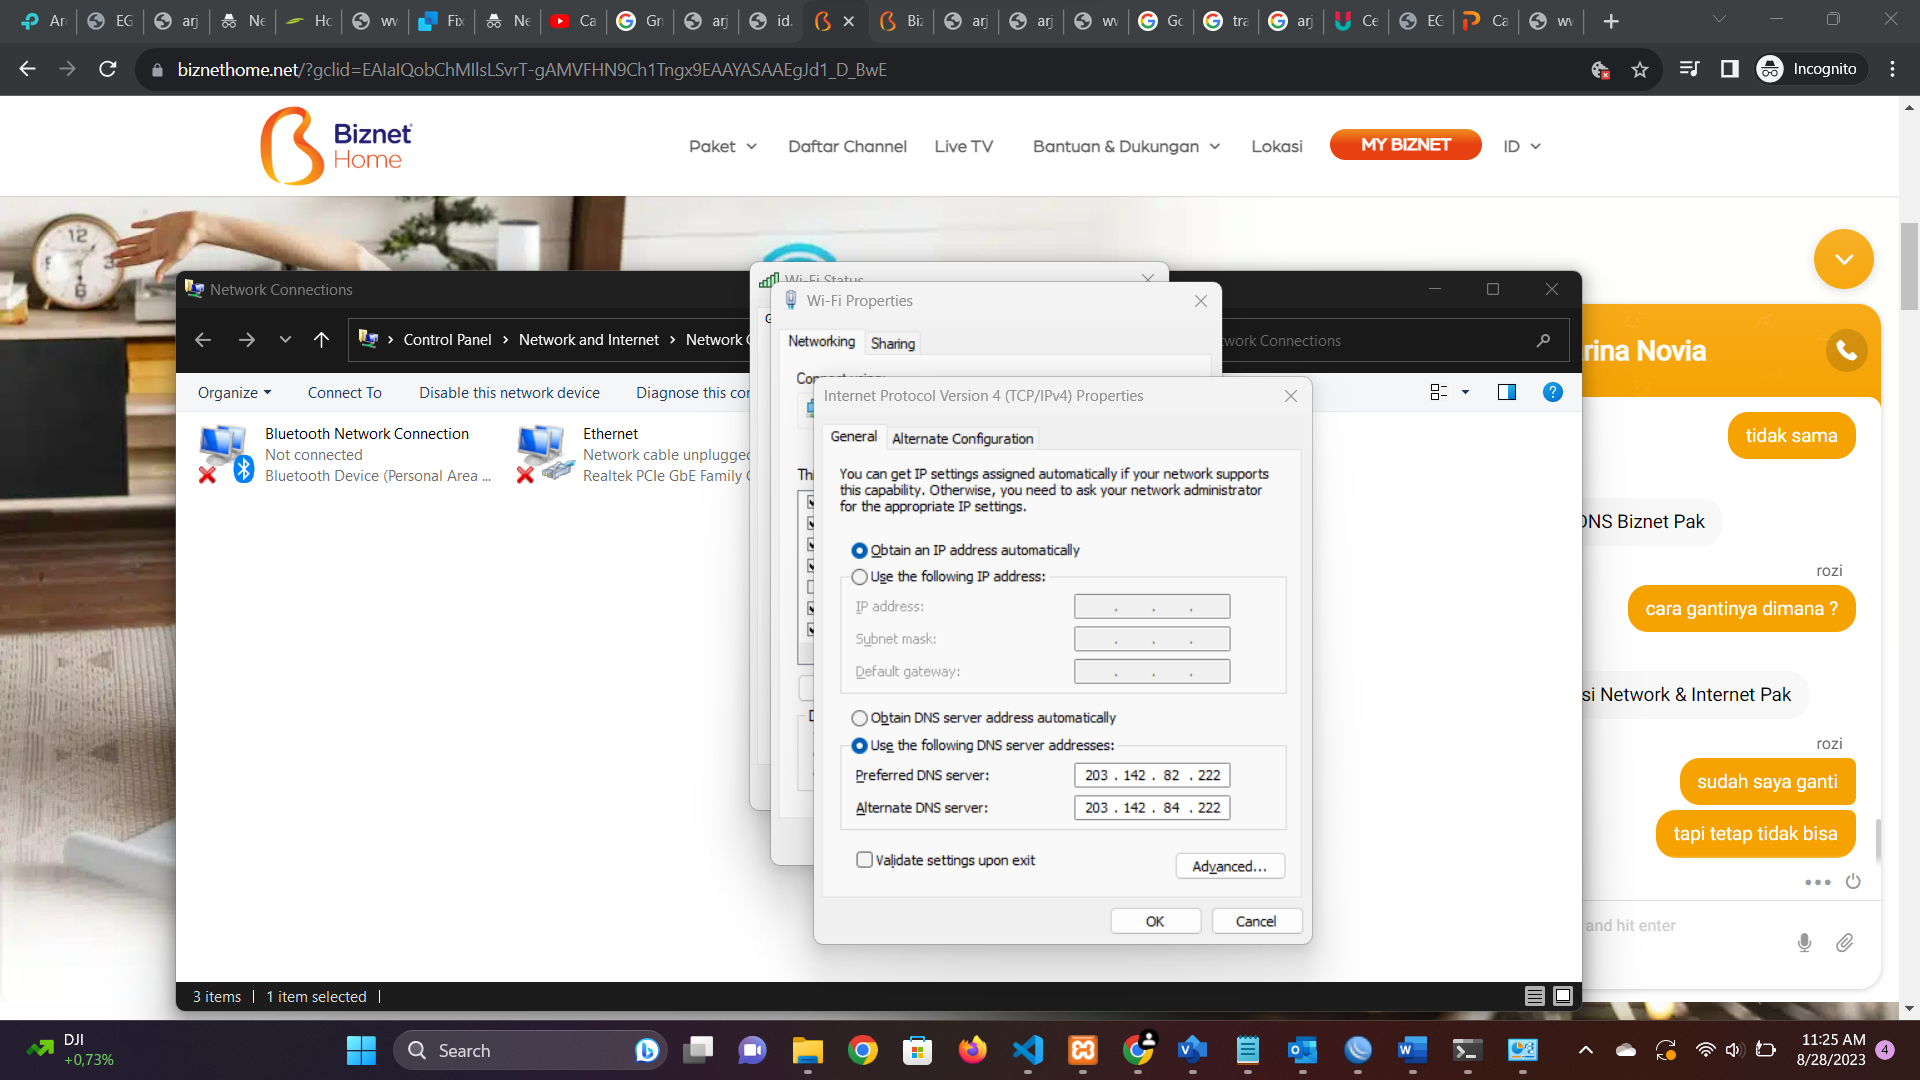 Ar
EG
arj
Ne
Ho
wv
Fix
Ne
Ca
Gr
arj
id.
Biz
arj
arj
wv
Gc
tra
arj
Ce
EG
Ca
wv
biznethome.net/?gclid=EAIaIQobChMIlsLSvrT-gAMVFHN9Ch1Tngx9EAAYASAAEgJd1_D_BwE
Incognito
Biznet
Home
Paket
Daftar Channel
Live TV
Bantuan & Dukungan
Lokasi
MY BIZNET
ID
12
Wi-Fi Status
Network Connections
Wi-Fi Properties
Control Panel > Network and Internet > Network C
work Connections
Networking
Sharing
Organize
Connect To
Disable this network device
Diagnose this con
Connect using:
Bluetooth Network Connection
Not connected
Bluetooth Device (Personal Area ...
Ethernet
Network cable unplugged
Realtek PCIe GbE Family C
Thi
Internet Protocol Version 4 (TCP/IPv4) Properties
General
Alternate Configuration
You can get IP settings assigned automatically if your network supports
this capability. Otherwise, you need to ask your network administrator
for the appropriate IP settings.
Obtain an IP address automatically
Use the following IP address:
IP address:
. . .
Subnet mask:
. . .
Default gateway:
. . .
Obtain DNS server address automatically
Use the following DNS server addresses:
Preferred DNS server:
203 . 142 . 82 . 222
Alternate DNS server:
203 . 142 . 84 . 222
Validate settings upon exit
Advanced...
OK
Cancel
rina Novia
tidak sama
DNS Biznet Pak
rozi
cara gantinya dimana ?
si Network & Internet Pak
rozi
sudah saya ganti
tapi tetap tidak bisa
and hit enter
3 items
1 item selected
DJI
+0,73%
Search
11:25 AM
8/28/2023
4